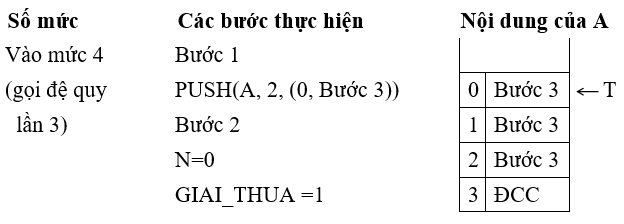 Số mức Các bước thực hiện Nội dung của A
Vào mức 4 Bước 1
(gọi đệ quy PUSH(A, 2, (0, Bước 3)) 0 Bước 3 ← T
lần 3) Bước 2 1 Bước 3
N=0 2 Bước 3
GIAI_THUA =1 3 ĐCC